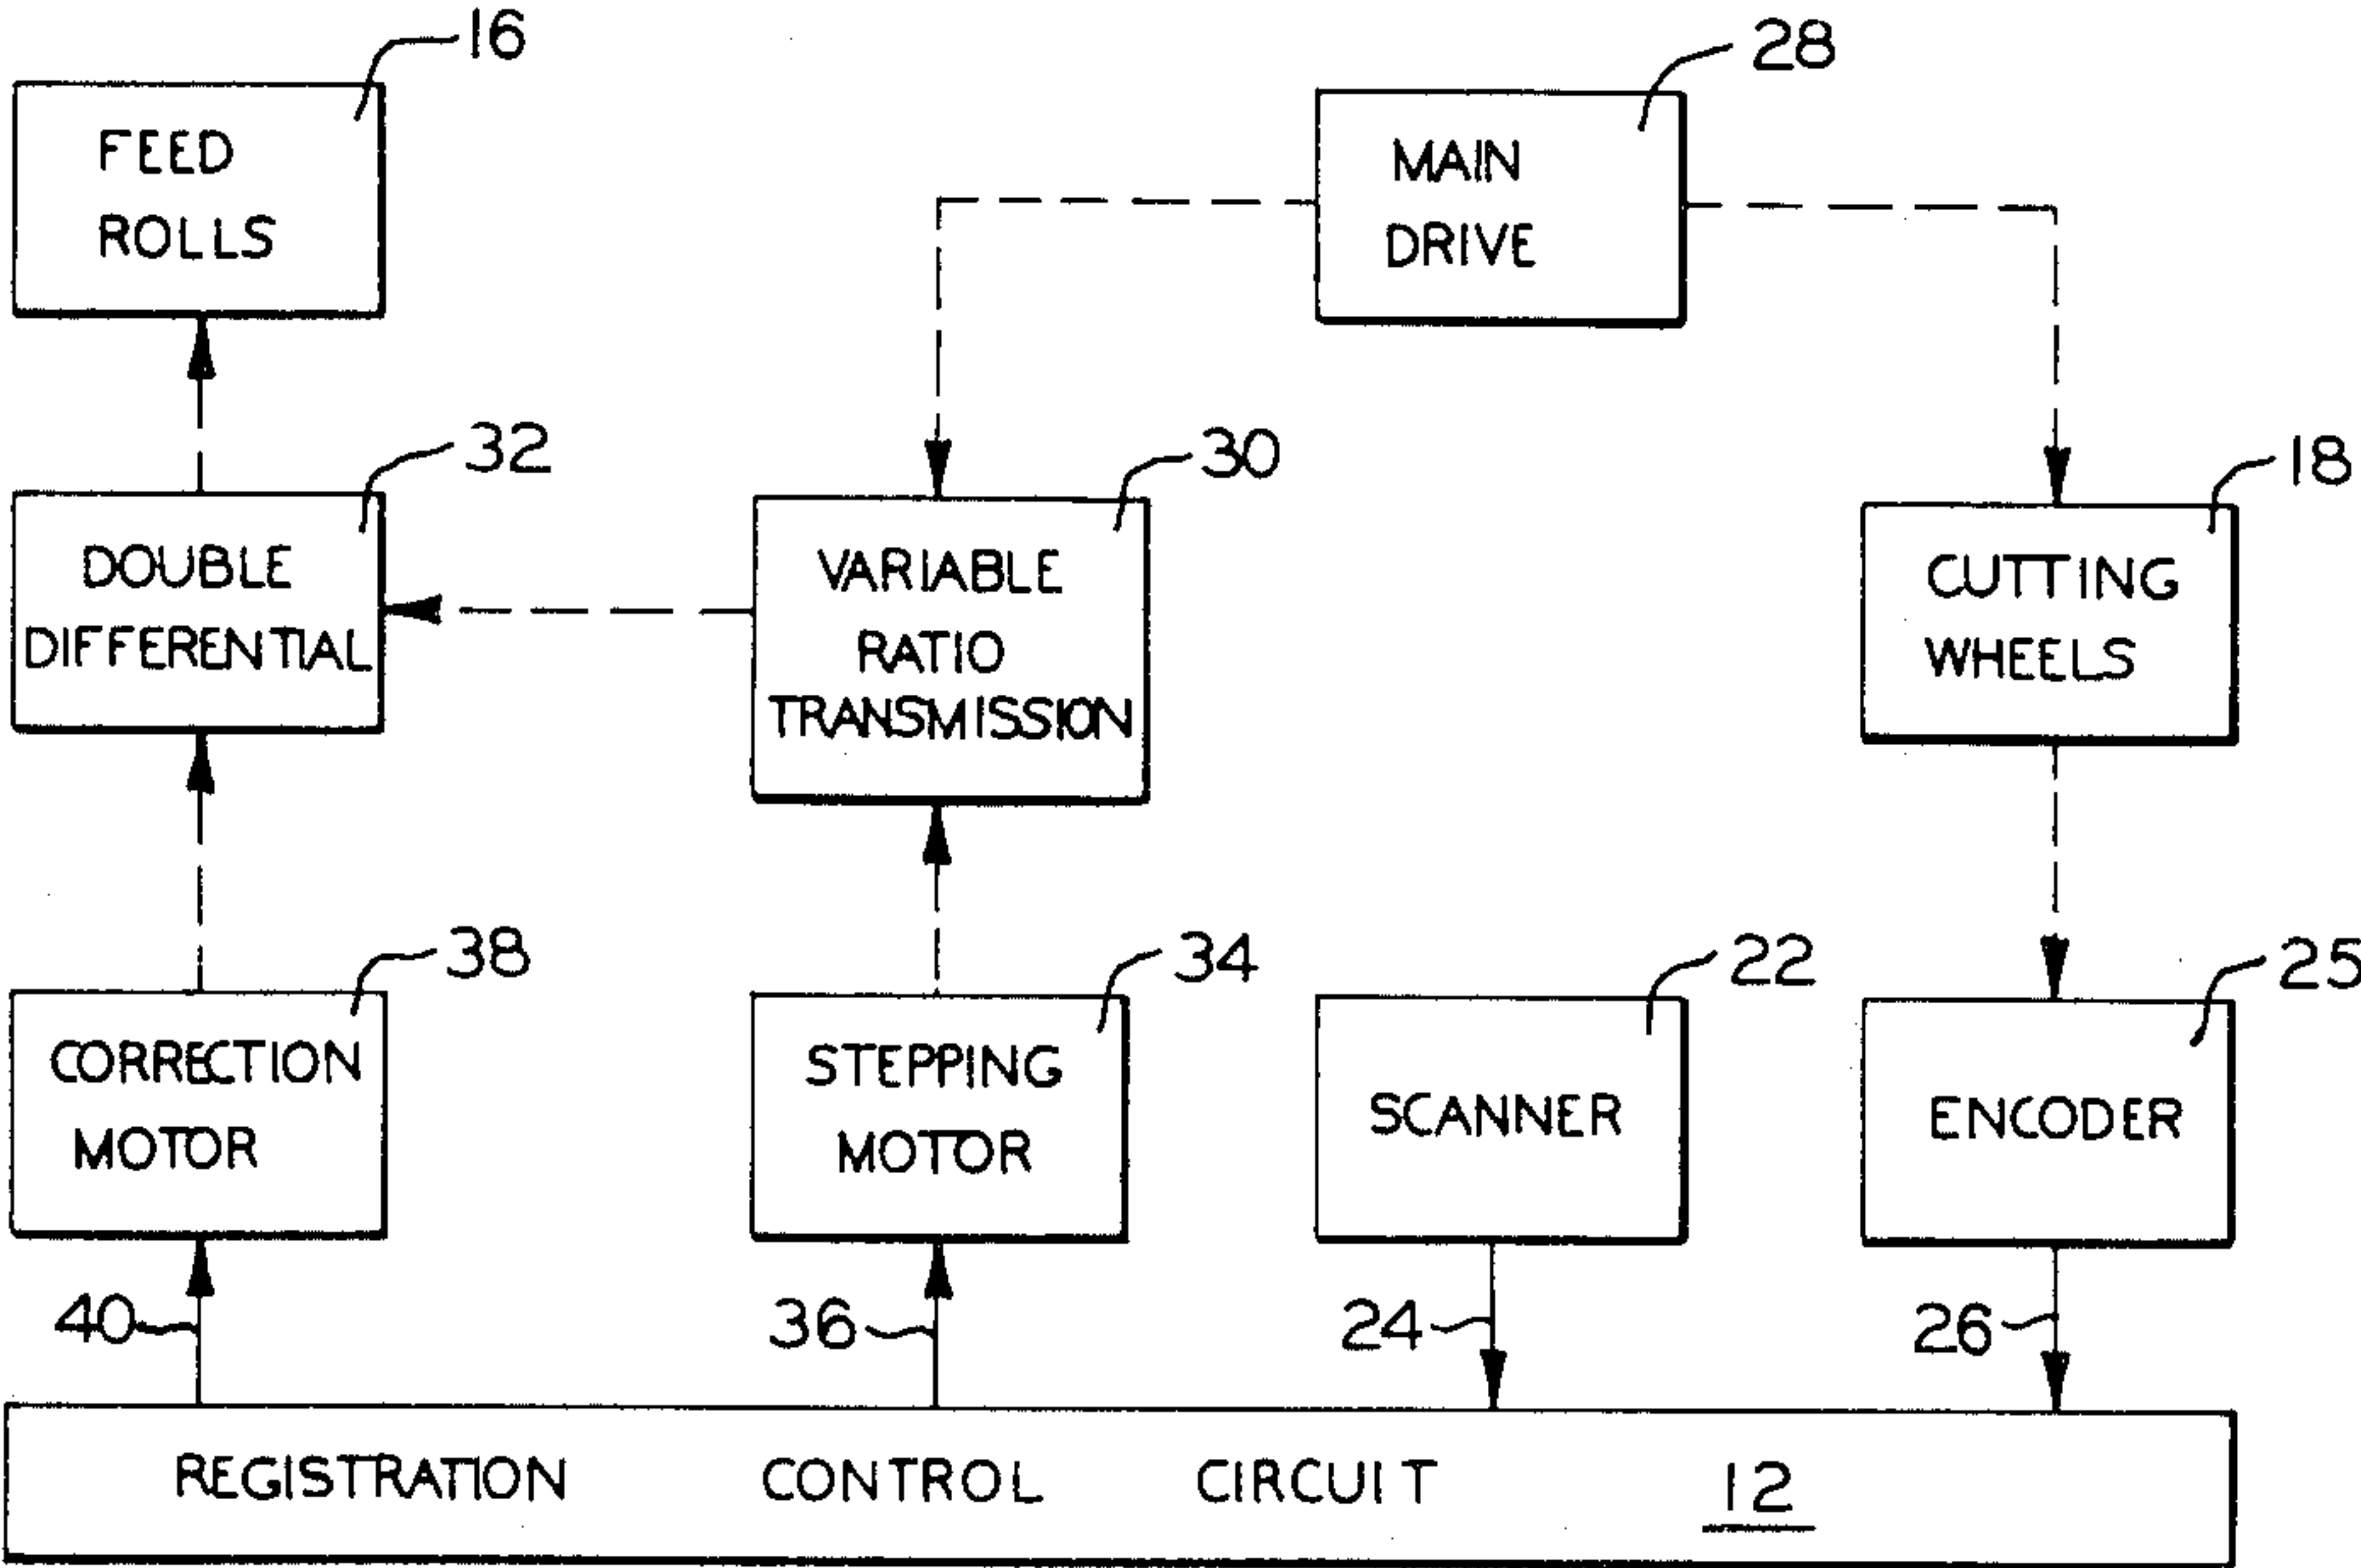 16
28
FEED
ROLLS
MAIN
DRIVE
32
30
18
DOUBLE
DIFFERENTIAL
VARIABLE
RATIO
TRANSMISSION
CUTTING
WHEELS
38
34
22
25
CORRECTION
MOTOR
STEPPING
MOTOR
SCANNER
ENCODER
40
36
24
26
REGISTRATION CONTROL CIRCUIT 12